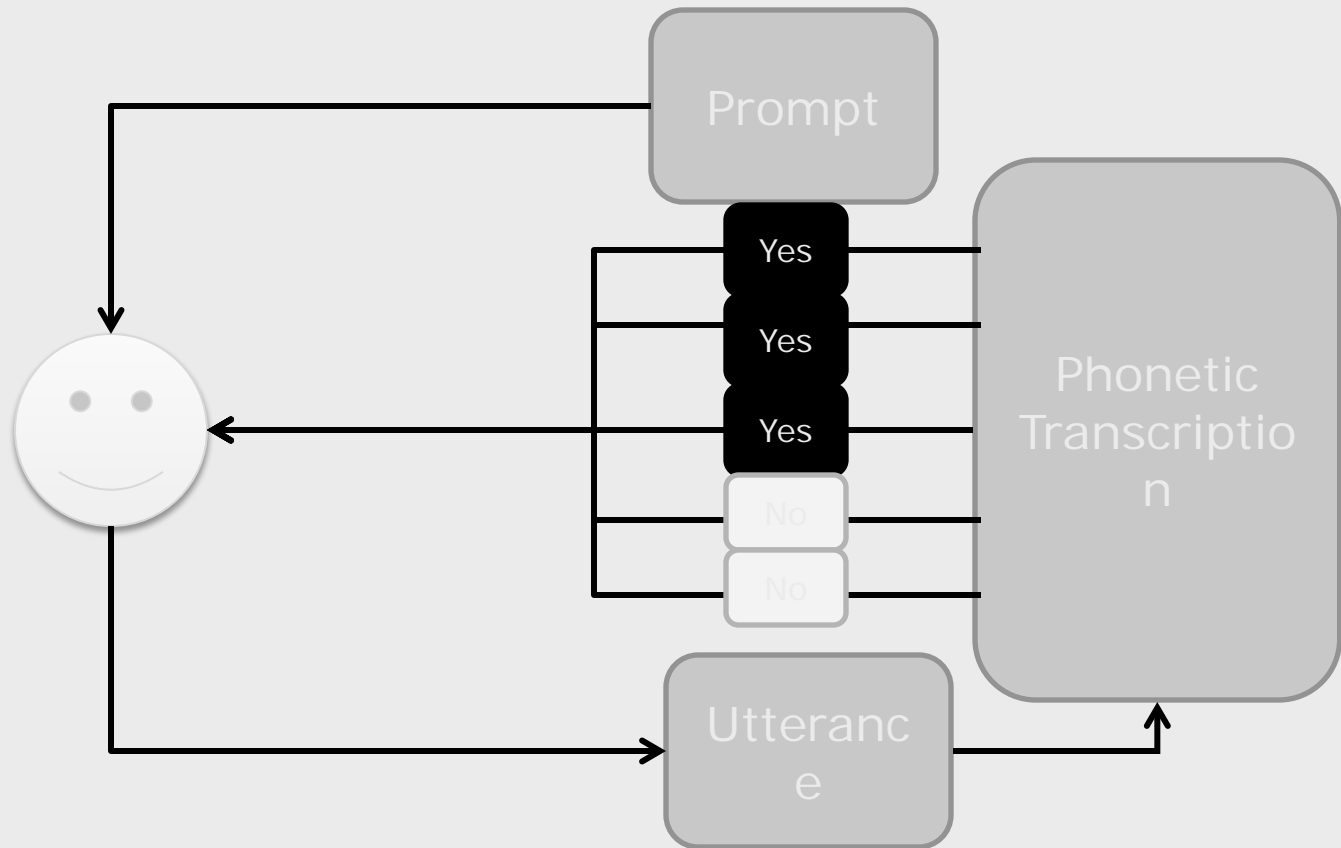 Prompt
Yes
Yes
Yes
No
No
Phonetic
Transcriptio
n
Utteranc
e